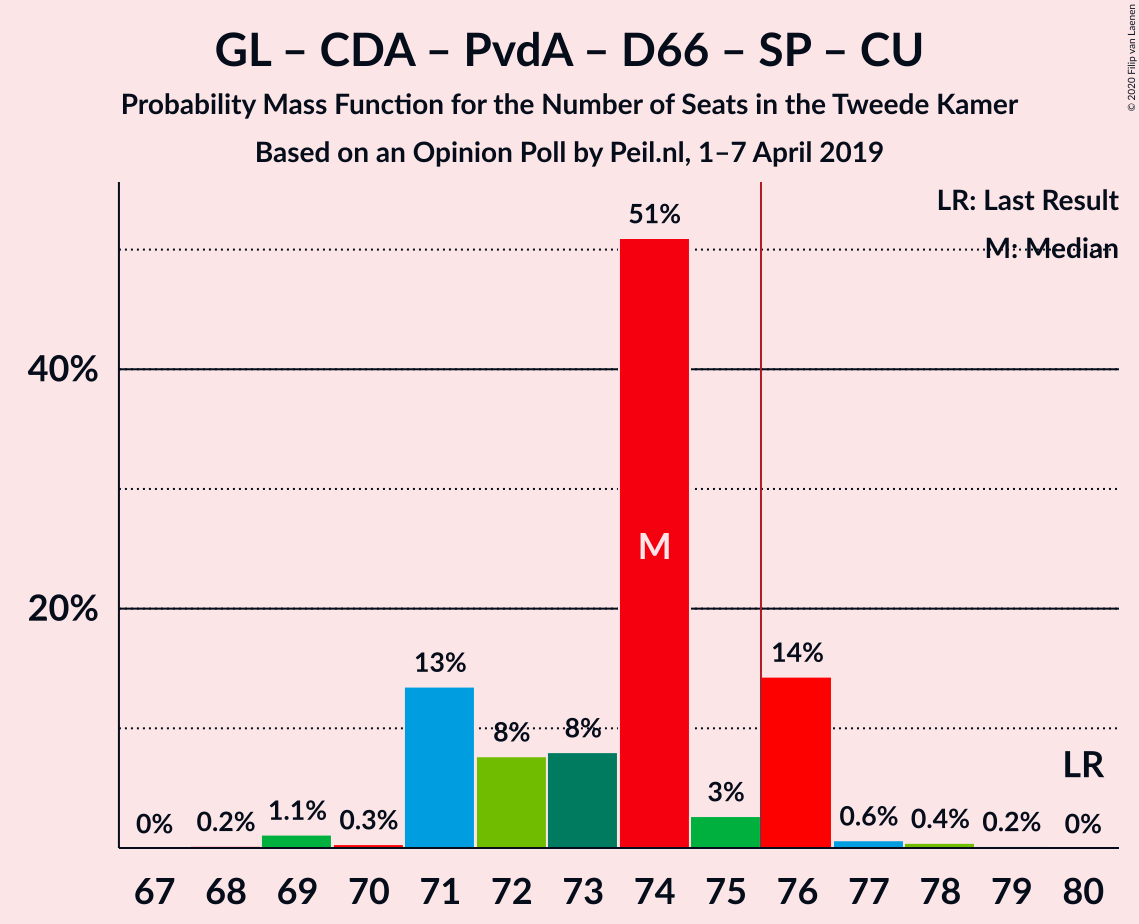 GL – CDA – PvdA – D66 – SP – CU
Probability Mass Function for the Number of Seats in the Tweede Kamer
Based on an Opinion Poll by Peil.nl, 1–7 April 2019
© 2020 Filip van Laenen
LR: Last Result
M: Median
40%
20%
0%
0.2%
1.1%
0.3%
13%
8%
8%
51%
M
3%
14%
0.6%
0.4%
0.2%
LR
0%
67 68 69 70 71 72 73 74 75 76 77 78 79 80